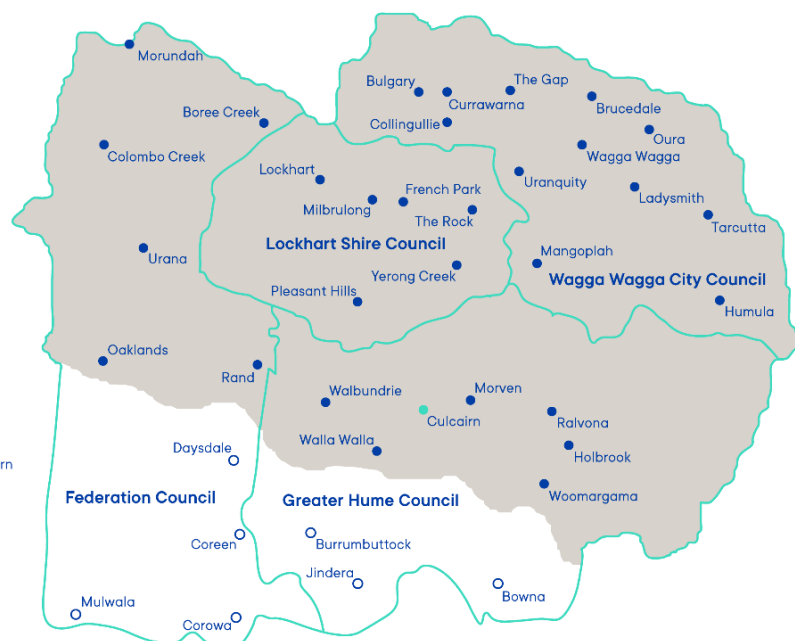 Morundah
Bulgary
The Gap
Currawarna
Brucedale
Boree Creek
Collingullie
Oura
Colombo Creek
Wagga Wagga
Lockhart
Uranquity
French Park
Ladysmith
Milbrulong
The Rock
Tarcutta
Lockhart Shire Council
Urana
Mangoplah
Yerong Creek
Wagga Wagga City Council
Pleasant Hills
Humula
Oaklands
Rand
Walbundrie
Morven
Culcairn
Ralvona
Walla Walla
Daysdale
Holbrook
rn
Federation Council
Greater Hume Council
Woomargama
Coreen
Burrumbuttock
Jindera
Bowna
Mulwala
Corowa